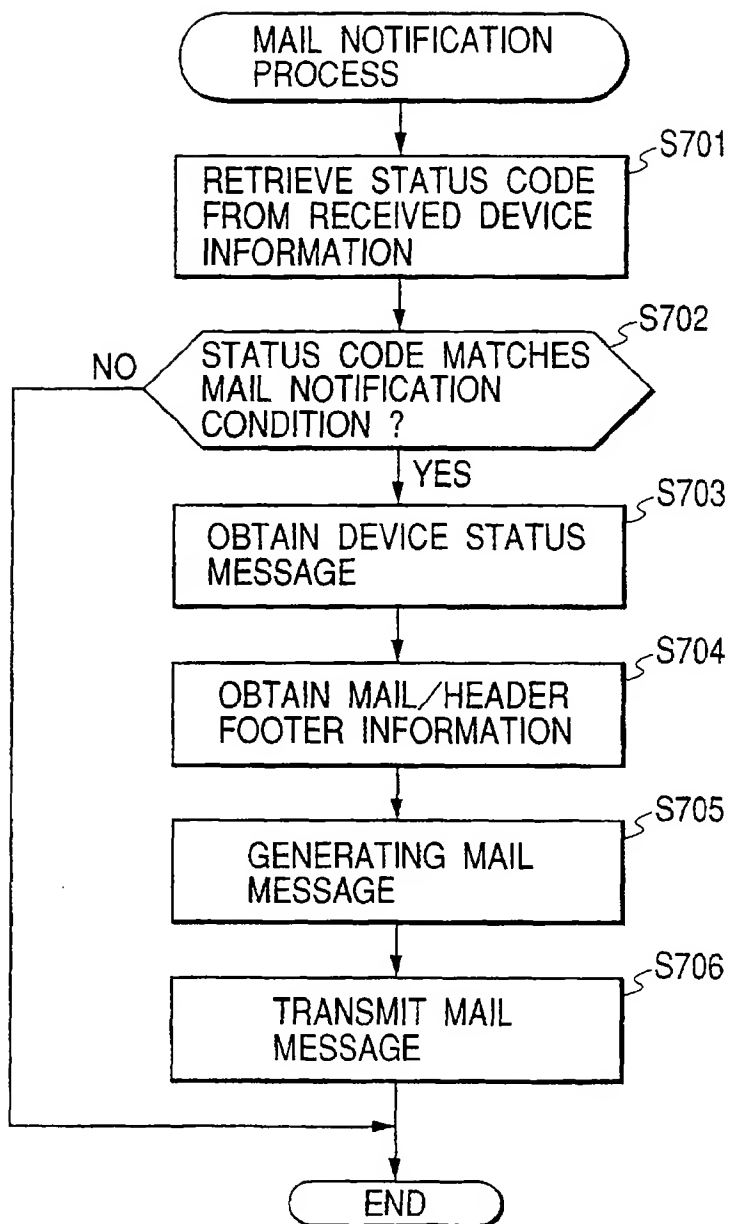 MAIL NOTIFICATION
PROCESS
S701
RETRIEVE STATUS CODE
FROM RECEIVED DEVICE
INFORMATION
S702
NO
STATUS CODE MATCHES
MAIL NOTIFICATION
CONDITION ?
YES
S703
OBTAIN DEVICE STATUS
MESSAGE
S704
OBTAIN MAIL/HEADER
FOOTER INFORMATION
S705
GENERATING MAIL
MESSAGE
S706
TRANSMIT MAIL
MESSAGE
END